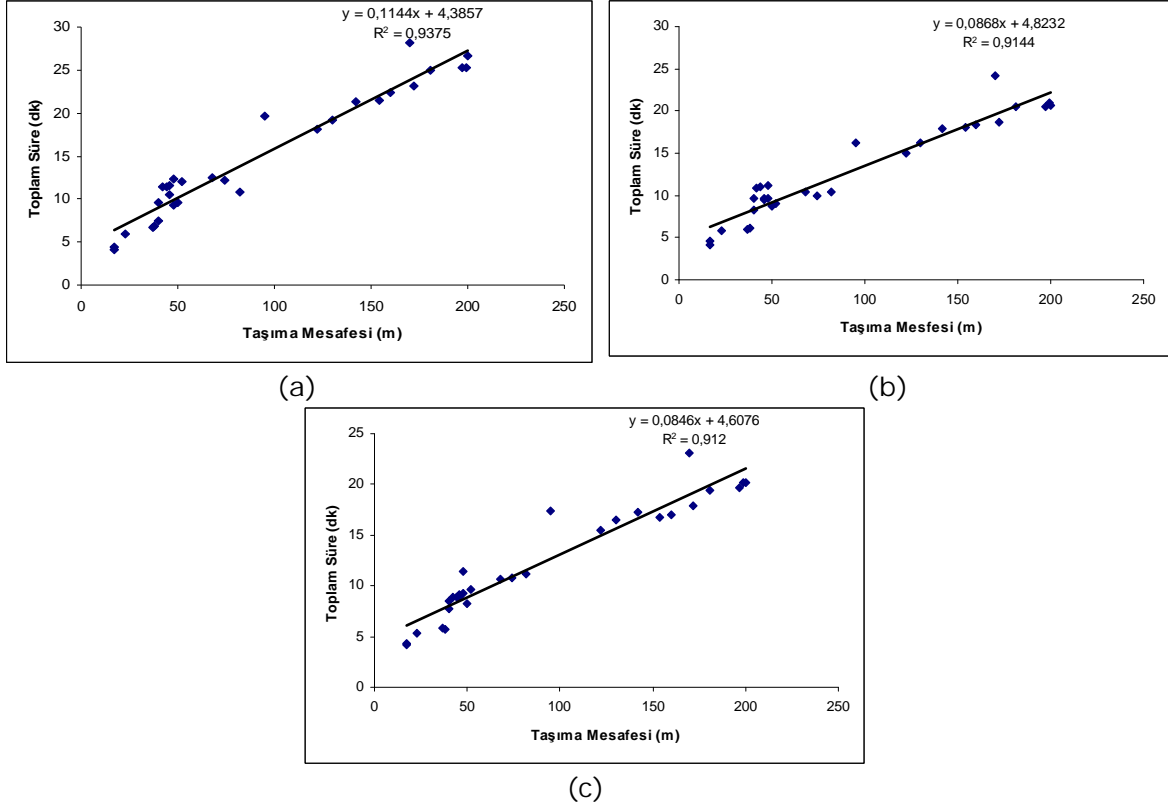 y = 0,1144x + 4,3857
R² = 0,9375
30
25
20
15
10
5
0
0 50 100 150 200 250
Toplam Süre (dk)
Taşıma Mesafesi (m)
(a)
y = 0,0868x + 4,8232
R² = 0,9144
30
25
20
15
10
5
0
0 50 100 150 200 250
Toplam Süre (dk)
Taşıma Mesfesi (m)
(b)
y = 0,0846x + 4,6076
R² = 0,912
25
20
15
10
5
0
0 50 100 150 200 250
Toplam Süre (dk)
Taşıma Mesafesi (m)
(c)